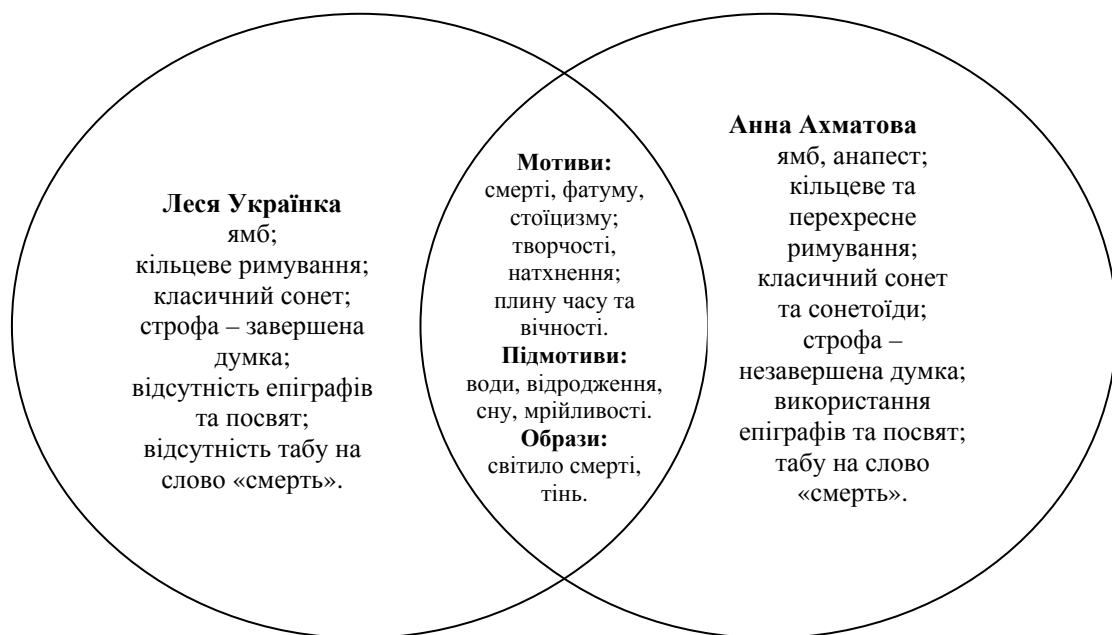 Леся Українка
ямб;
кільцеве римування;
класичний сонет;
строфа – завершена
думка;
відсутність епіграфів
та посвят;
відсутність табу на
слово «смерть».
Мотиви:
смерті, фатуму,
стоїцизму;
творчості,
натхнення;
плину часу та
вічності.
Підмотиви:
води, відродження,
сну, мрійливості.
Образи:
світило смерті,
тінь.
Анна Ахматова
ямб, анапест;
кільцеве та
перехресне
римування;
класичний сонет
та сонетоїди;
строфа –
незавершена думка;
використання
епіграфів та посвят;
табу на слово
«смерть».